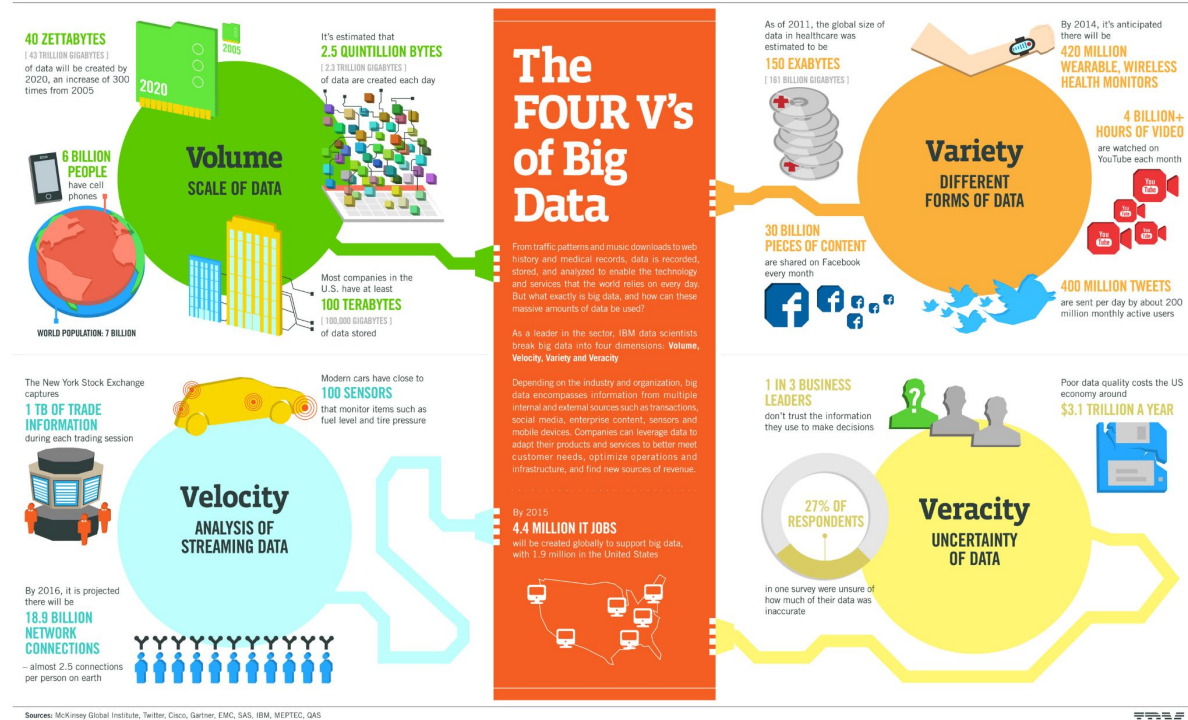 40 ZETTABYTES
[ 43 TRILLION GIGABYTES ]
of data will be created by
2020, an increase of 300
times from 2005
2005
2020
It's estimated that
2.5 QUINTILLION BYTES
[ 2.3 TRILLION GIGABYTES ]
of data are created each day
6 BILLION
PEOPLE
have cell
phones
WORLD POPULATION: 7 BILLION
Volume
SCALE OF DATA
Most companies in the
U.S. have at least
100 TERABYTES
[ 100,000 GIGABYTES ]
of data stored
The New York Stock Exchange
captures
1 TB OF TRADE
INFORMATION
during each trading session
Modern cars have close to
100 SENSORS
that monitor items such as
fuel level and tire pressure
Velocity
ANALYSIS OF
STREAMING DATA
By 2016, it is projected
there will be
18.9 BILLION
NETWORK
CONNECTIONS
– almost 2.5 connections
per person on earth
The
FOUR V's
of Big
Data
From traffic patterns and music downloads to web
history and medical records, data is recorded,
stored, and analyzed to enable the technology
and services that the world relies on every day.
But what exactly is big data, and how can these
massive amounts of data be used?
As a leader in the sector, IBM data scientists
break big data into four dimensions: Volume,
Velocity, Variety and Veracity
Depending on the industry and organization, big
data encompasses information from multiple
internal and external sources such as transactions,
social media, enterprise content, sensors and
mobile devices. Companies can leverage data to
adapt their products and services to better meet
customer needs, optimize operations and
infrastructure, and find new sources of revenue.
By 2015
4.4 MILLION IT JOBS
will be created globally to support big data,
with 1.9 million in the United States
As of 2011, the global size of
data in healthcare was
estimated to be
150 EXABYTES
[ 161 BILLION GIGABYTES ]
By 2014, it's anticipated
there will be
420 MILLION
WEARABLE, WIRELESS
HEALTH MONITORS
4 BILLION+
HOURS OF VIDEO
are watched on
YouTube each month
You
Tube
You
Tube
You
Tube
You
Tube
Variety
DIFFERENT
FORMS OF DATA
30 BILLION
PIECES OF CONTENT
are shared on Facebook
every month
400 MILLION TWEETS
are sent per day by about 200
million monthly active users
1 IN 3 BUSINESS
LEADERS
don't trust the information
they use to make decisions
?
Poor data quality costs the US
economy around
$3.1 TRILLION A YEAR
27% OF
RESPONDENTS
in one survey were unsure of
how much of their data was
inaccurate
Veracity
UNCERTAINTY
OF DATA
Sources: McKinsey Global Institute, Twitter, Cisco, Gartner, EMC, SAS, IBM, MEPTEC, QAS